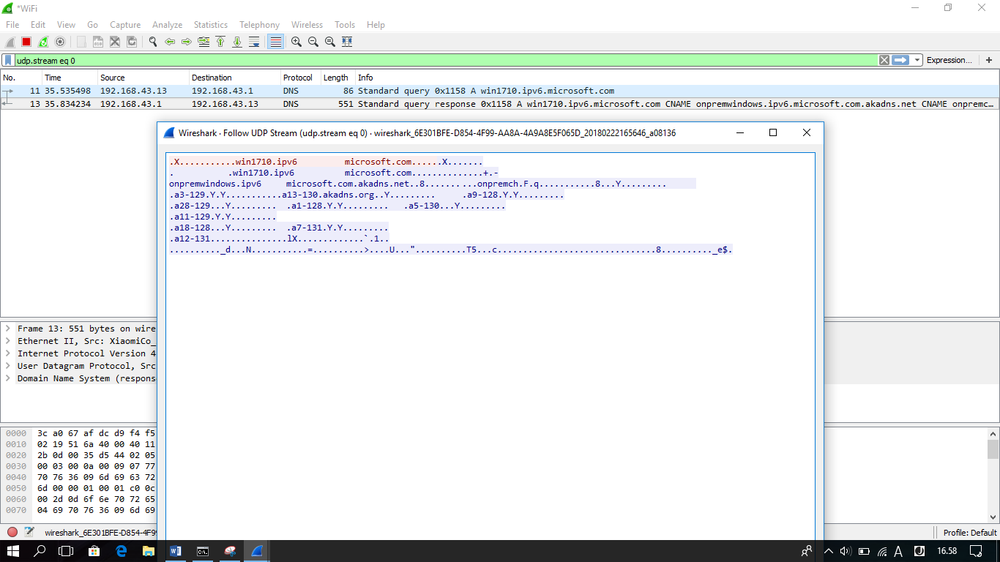 *WiFi
File Edit View Go Capture Analyze Statistics Telephony Wireless Tools Help
udp.stream eq 0 Expression... +
No. Time Source Destination Protocol Length Info
11 35.535498 192.168.43.13 192.168.43.1 DNS 86 Standard query 0x1158 A win1710.ipv6.microsoft.com
13 35.834234 192.168.43.1 192.168.43.13 DNS 551 Standard query response 0x1158 A win1710.ipv6.microsoft.com CNAME onpremwindows.ipv6.microsoft.com.akadns.net CNAME onpremc...
Wireshark · Follow UDP Stream (udp.stream eq 0) · wireshark_6E301BFE-D854-4F99-AA8A-4A9A8E5F065D_20180222165646_a08136
.X...........win1710.ipv6 microsoft.com......X.......
. .win1710.ipv6 microsoft.com..............+.-
onpremwindows.ipv6 microsoft.com.akadns.net..8..........onpremch.F.q...........8...Y.........
.a3-129.Y.Y...........a13-130.akadns.org..Y......... .a9-128.Y.Y.........
.a28-129...Y......... .a1-128.Y.Y......... .a5-130...Y.........
.a11-129.Y.Y.........
.a18-128...Y......... .a7-131.Y.Y.........
.a12-131...............lX.............`.1..
.........._d...N...........=..........>....U..."..........T5...c...............................8.........._e$.
Frame 13: 551 bytes on wire
Ethernet II, Src: XiaomiCo_
Internet Protocol Version 4
User Datagram Protocol, Src
Domain Name System (respons
0000 3c a0 67 af dc d9 f4 f5
0010 02 19 51 6a 40 00 40 11
0020 2b 0d 00 35 d5 44 02 05
0030 00 03 00 0a 00 09 07 77
0040 70 76 36 09 6d 69 63 72
0050 6d 00 00 01 00 01 c0 0c
0060 00 2d 0d 6f 6e 70 72 65
0070 04 69 70 76 36 09 6d 69
wireshark_6E301BFE-D854-4F99 Profile: Default
16.58